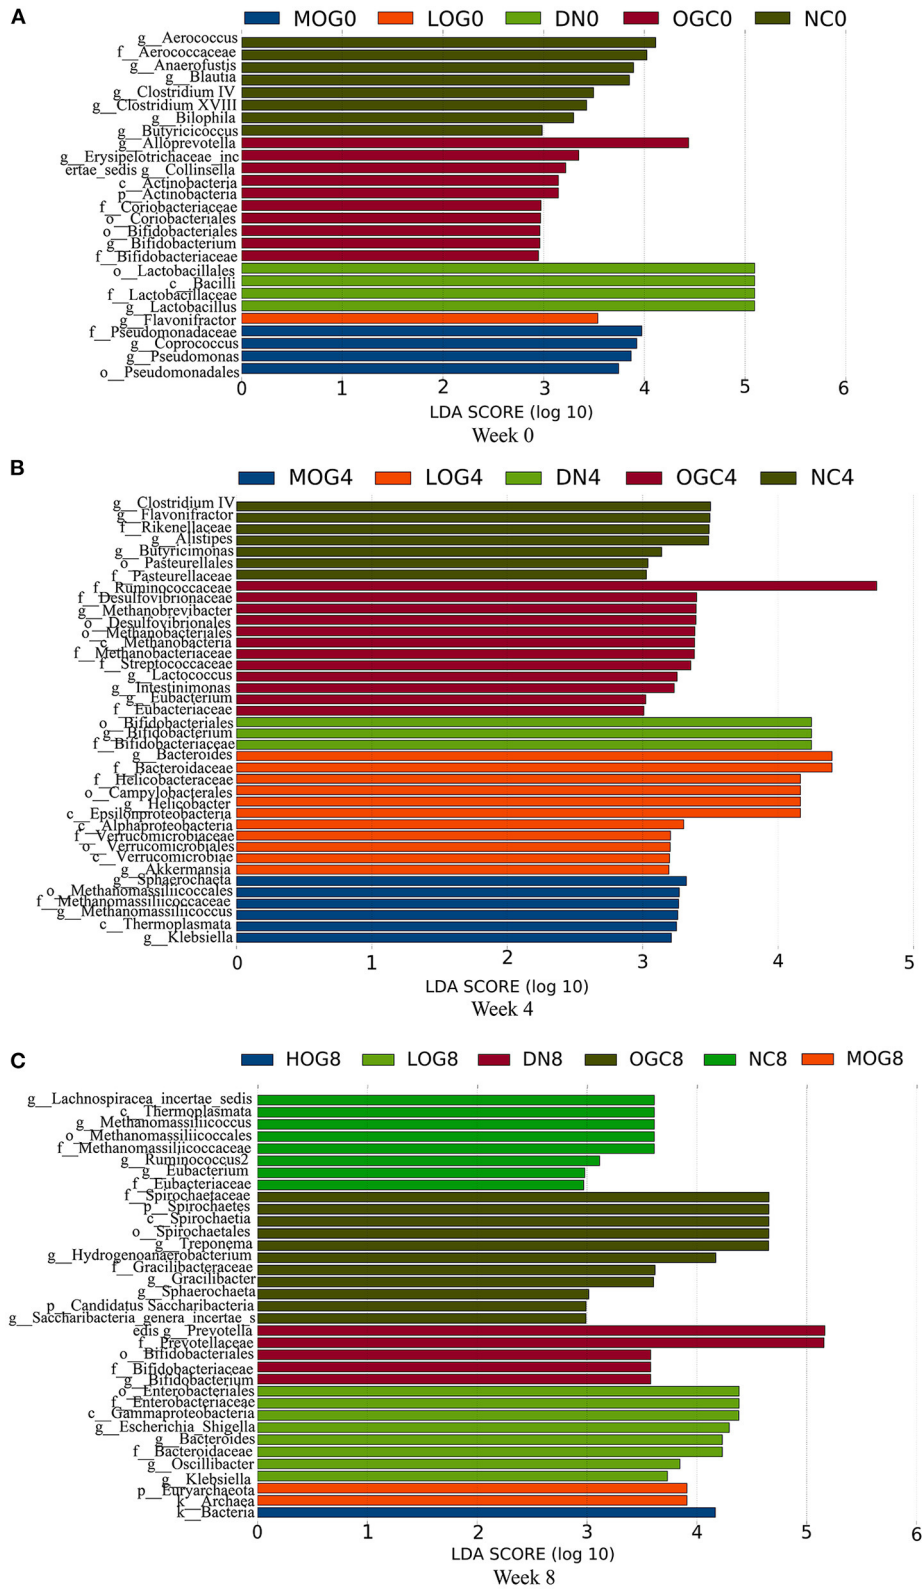 A
MOG0 LOG0 DN0 OGC0 NC0
g__Aerococcus
f__Aerococcaceae
g__Anaerofustis
g__Blautia
g__Clostridium IV
g__Clostridium XVIII
g__Bilophila
g__Butyricicoccus
g__Alloprevotella
g__Erysipelotrichaceae_inc
ertae_sedis g__Collinsella
c__Actinobacteria
p__Actinobacteria
f__Coriobacteriaceae
o__Coriobacteriales
o__Bifidobacteriales
g__Bifidobacterium
f__Bifidobacteriaceae
o__Lactobacillales
c__Bacilli
f__Lactobacillaceae
g__Lactobacillus
g__Flavonifractor
f__Pseudomonadaceae
g__Coprococcus
g__Pseudomonas
o__Pseudomonadales
0 1 2 3 4 5 6
LDA SCORE (log 10)
Week 0
B
MOG4 LOG4 DN4 OGC4 NC4
g__Clostridium IV
g__Flavonifractor
f__Rikenellaceae
g__Alistipes
g__Butyricimonas
o__Pasteurellales
f__Pasteurellaceae
f__Ruminococcaceae
f__Desulfovibrionaceae
g__Methanobrevibacter
o__Desulfovibrionales
o__Methanobacteriales
c__Methanobacteria
f__Methanobacteriaceae
f__Streptococcaceae
g__Lactococcus
g__Intestinimonas
g__Eubacterium
f__Eubacteriaceae
o__Bifidobacteriales
g__Bifidobacterium
f__Bifidobacteriaceae
g__Bacteroides
f__Bacteroidaceae
f__Helicobacteraceae
o__Campylobacterales
g__Helicobacter
c__Epsilonproteobacteria
c__Alphaproteobacteria
f__Verrucomicrobiaceae
o__Verrucomicrobiales
c__Verrucomicrobiae
g__Akkermansia
g__Sphaerochaeta
o__Methanomassiliicoccales
f__Methanomassiliicoccaceae
g__Methanomassiliicoccus
c__Thermoplasmata
g__Klebsiella
0 1 2 3 4 5
LDA SCORE (log 10)
Week 4
C
HOG8 LOG8 DN8 OGC8 NC8 MOG8
g__Lachnospiracea_incertae_sedis
c__Thermoplasmata
g__Methanomassiliicoccus
o__Methanomassiliicoccales
f__Methanomassiliicoccaceae
g__Ruminococcus2
g__Eubacterium
f__Eubacteriaceae
f__Spirochaetaceae
p__Spirochaetes
c__Spirochaetia
o__Spirochaetales
g__Treponema
g__Hydrogenoanaerobacterium
f__Gracilibacteraceae
g__Gracilibacter
g__Sphaerochaeta
p__Candidatus Saccharibacteria
g__Saccharibacteria_genera_incertae_s
edis g__Prevotella
f__Prevotellaceae
o__Bifidobacteriales
f__Bifidobacteriaceae
g__Bifidobacterium
o__Enterobacteriales
f__Enterobacteriaceae
c__Gammaproteobacteria
g__Escherichia_Shigella
g__Bacteroides
f__Bacteroidaceae
g__Oscillibacter
g__Klebsiella
p__Euryarchaeota
k__Archaea
k__Bacteria
0 1 2 3 4 5 6
LDA SCORE (log 10)
Week 8